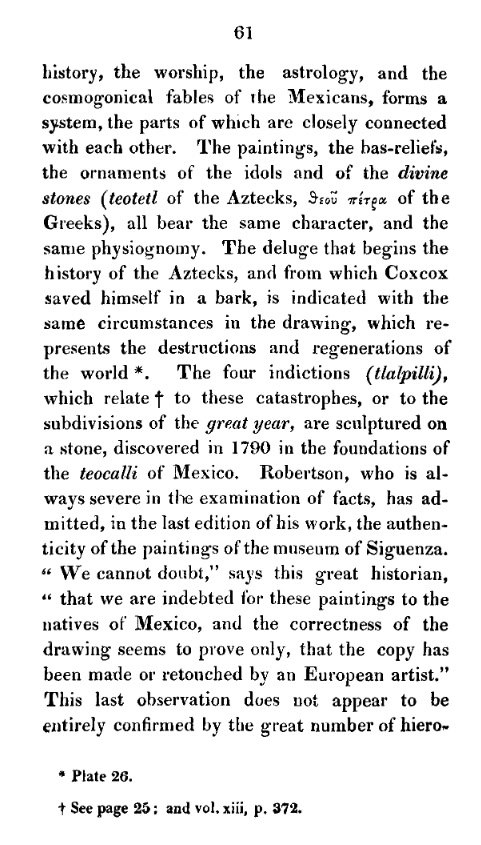 61
history, the worship, the astrology, and the
cosmogonical fables of the Mexicans, forms a
system, the parts of which are closely connected
with each other. The paintings, the bas-reliefs,
the ornaments of the idols and of the divine
stones (teotetl of the Aztecks, ϑεοῦ πέτρα of the
Greeks), all bear the same character, and the
same physiognomy. The deluge that begins the
history of the Aztecks, and from which Coxcox
saved himself in a bark, is indicated with the
same circumstances in the drawing, which re-
presents the destructions and regenerations of
the world *. The four indictions (tlalpilli),
which relate † to these catastrophes, or to the
subdivisions of the great year, are sculptured on
a stone, discovered in 1790 in the foundations of
the teocalli of Mexico. Robertson, who is al-
ways severe in the examination of facts, has ad-
mitted, in the last edition of his work, the authen-
ticity of the paintings of the museum of Siguenza.
“ We cannot doubt,” says this great historian,
“ that we are indebted for these paintings to the
natives of Mexico, and the correctness of the
drawing seems to prove only, that the copy has
been made or retouched by an European artist.”
This last observation does not appear to be
entirely confirmed by the great number of hiero-
* Plate 26.
† See page 25; and vol. xiii, p. 372.